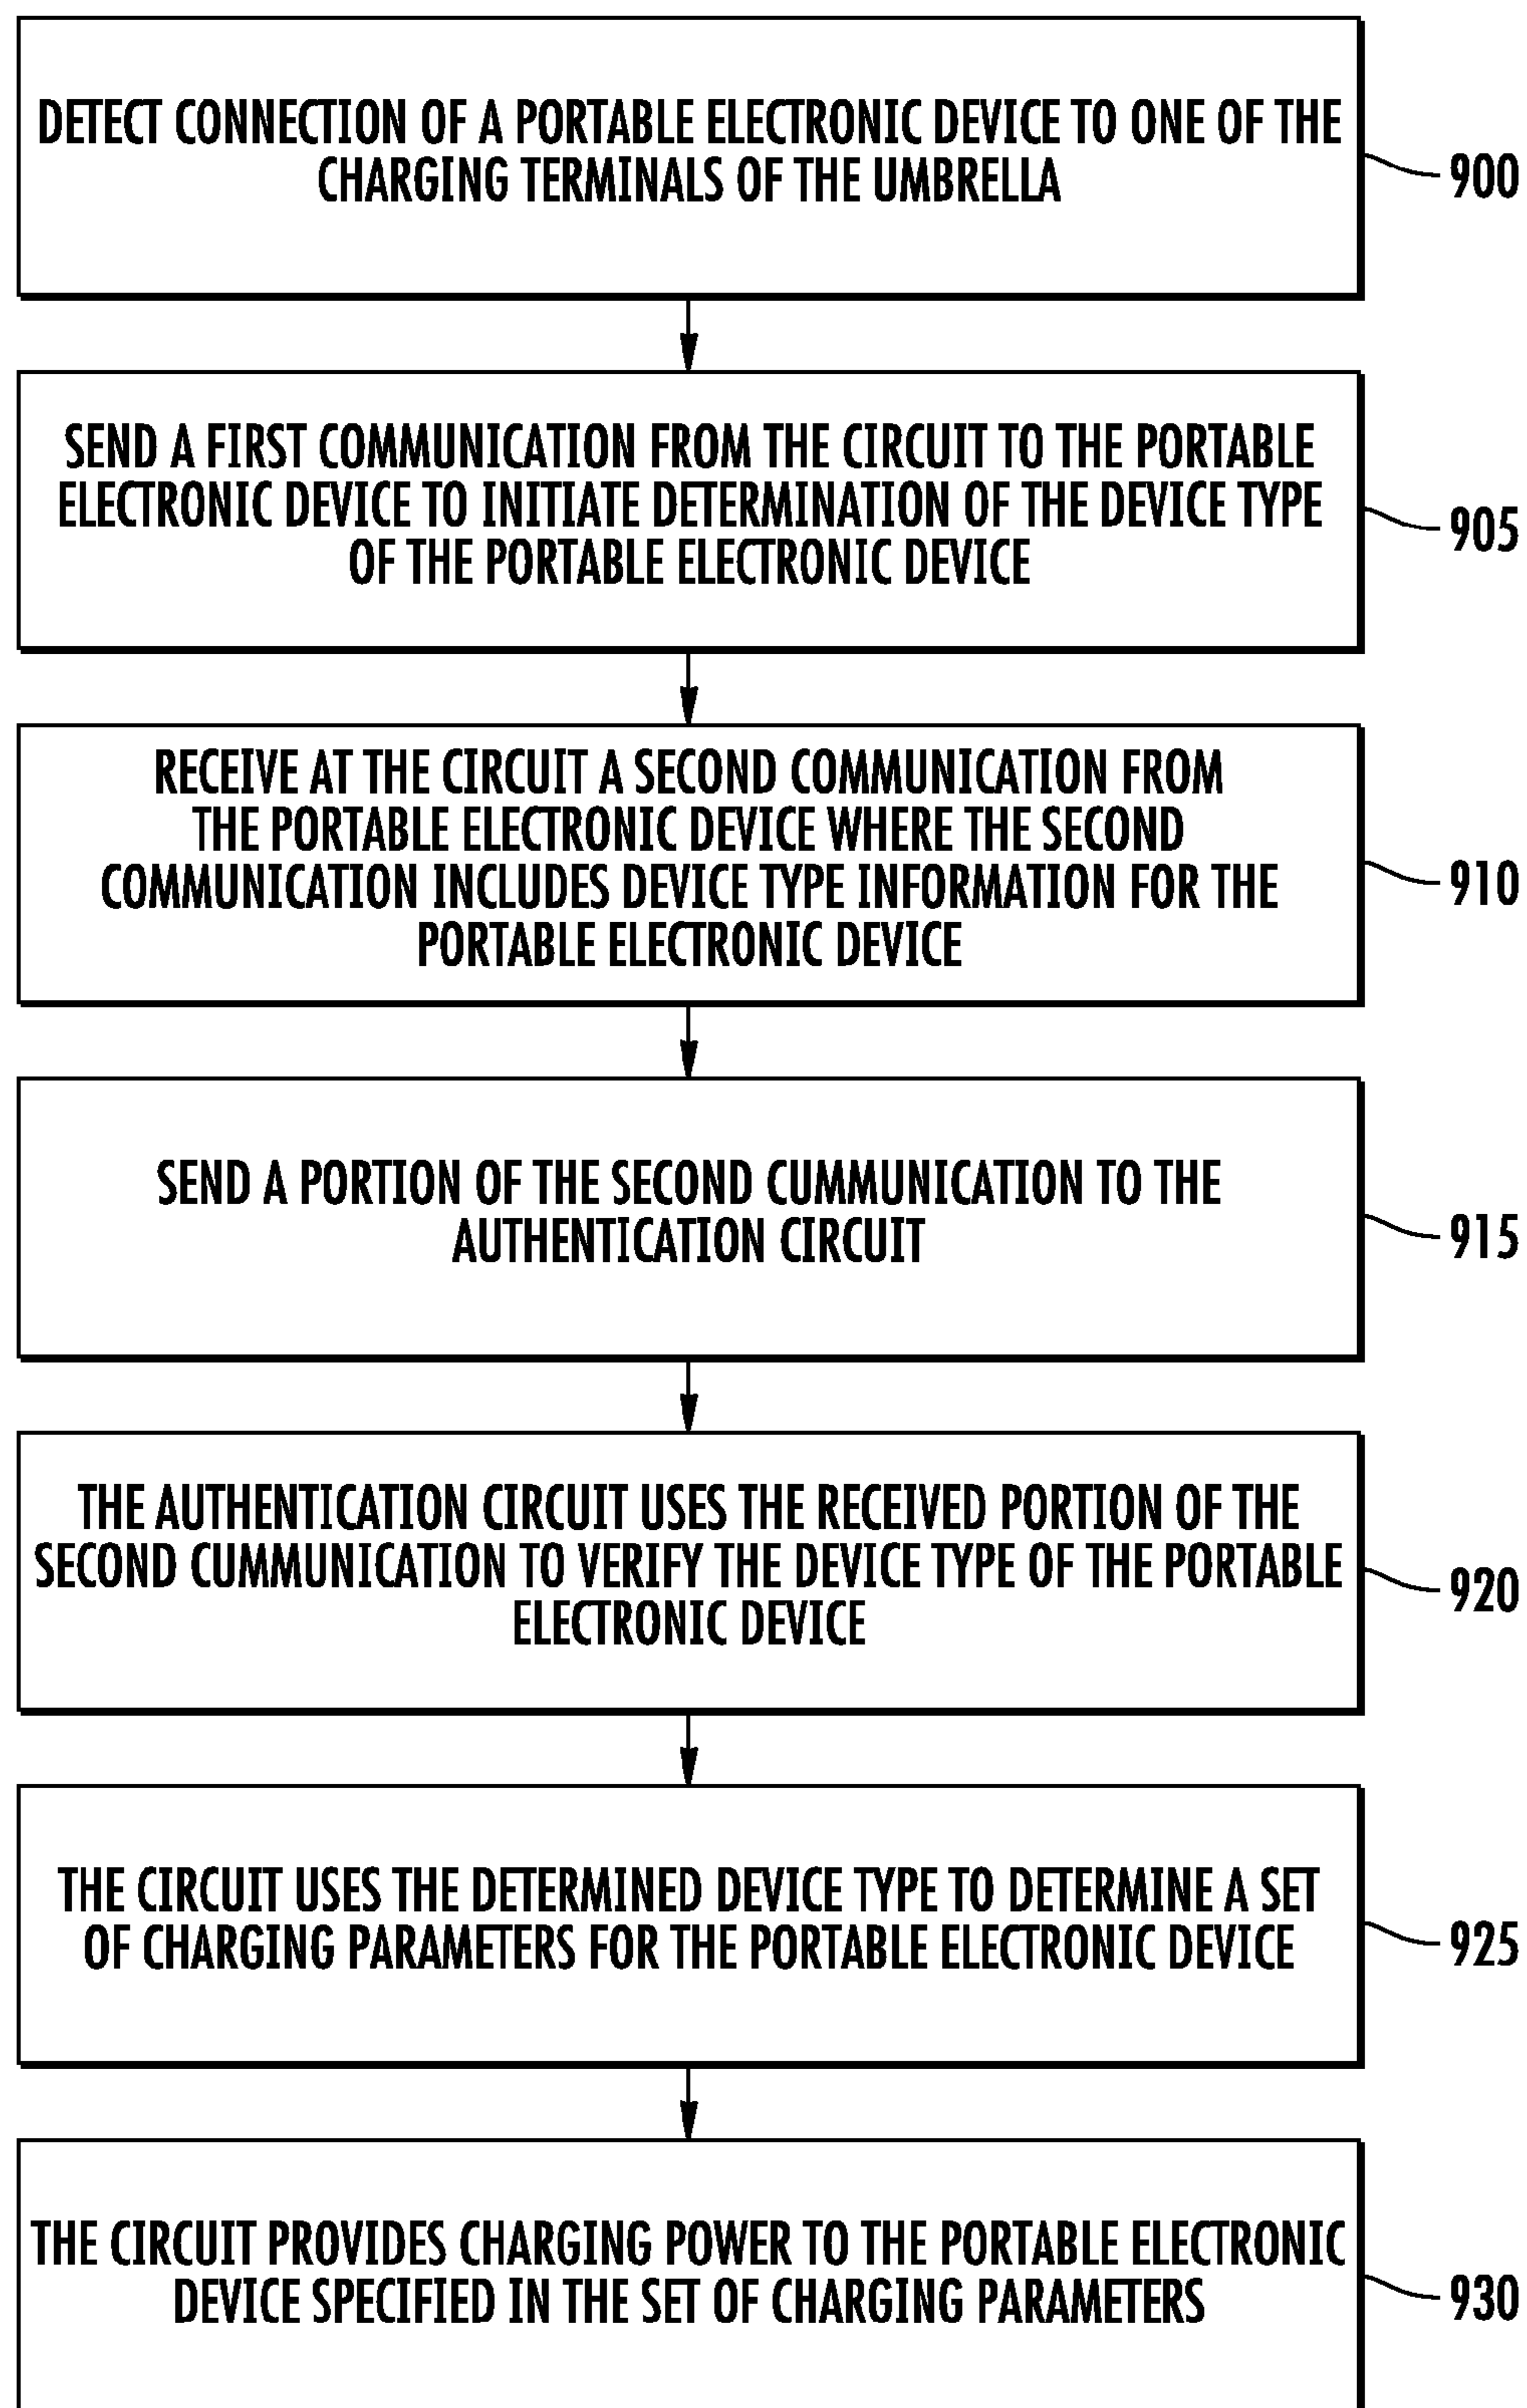 DETECT CONNECTION OF A PORTABLE ELECTRONIC DEVICE TO ONE OF THE
CHARGING TERMINALS OF THE UMBRELLA
900
SEND A FIRST COMMUNICATION FROM THE CIRCUIT TO THE PORTABLE
ELECTRONIC DEVICE TO INITIATE DETERMINATION OF THE DEVICE TYPE
OF THE PORTABLE ELECTRONIC DEVICE
905
RECEIVE AT THE CIRCUIT A SECOND COMMUNICATION FROM
THE PORTABLE ELECTRONIC DEVICE WHERE THE SECOND
COMMUNICATION INCLUDES DEVICE TYPE INFORMATION FOR THE
PORTABLE ELECTRONIC DEVICE
910
SEND A PORTION OF THE SECOND CUMMUNICATION TO THE
AUTHENTICATION CIRCUIT
915
THE AUTHENTICATION CIRCUIT USES THE RECEIVED PORTION OF THE
SECOND CUMMUNICATION TO VERIFY THE DEVICE TYPE OF THE PORTABLE
ELECTRONIC DEVICE
920
THE CIRCUIT USES THE DETERMINED DEVICE TYPE TO DETERMINE A SET
OF CHARGING PARAMETERS FOR THE PORTABLE ELECTRONIC DEVICE
925
THE CIRCUIT PROVIDES CHARGING POWER TO THE PORTABLE ELECTRONIC
DEVICE SPECIFIED IN THE SET OF CHARGING PARAMETERS
930